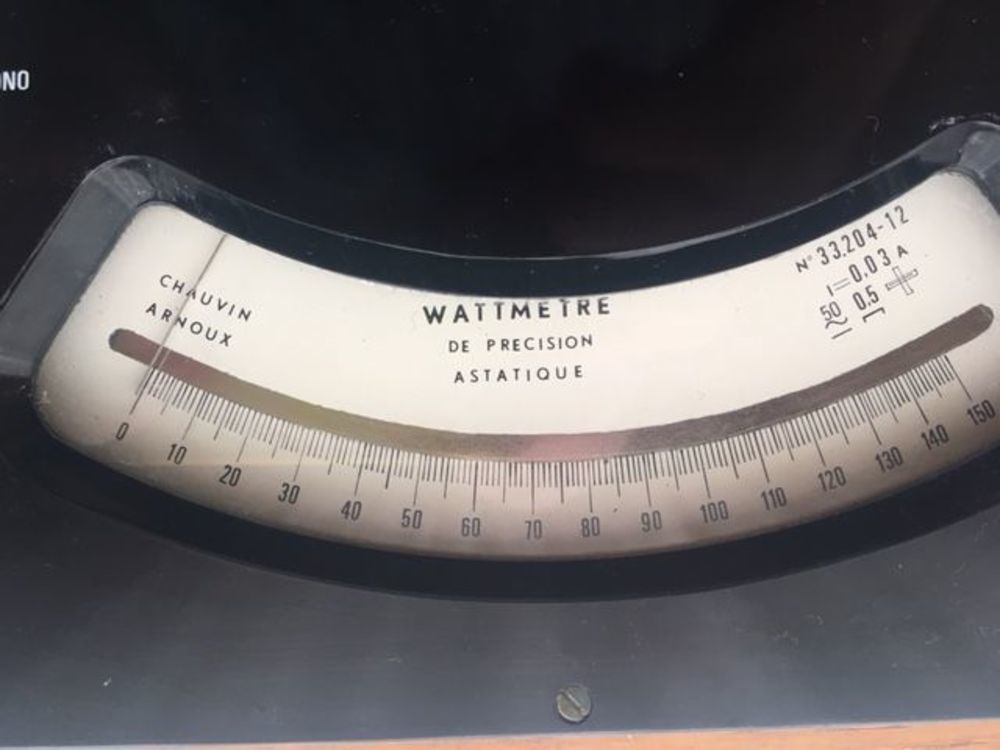 ONO
CHAUVIN
ARNOUX
WATTMETRE
DE PRECISION
ASTATIQUE
N° 33.204-12
I=0.03 A
50 0.5
0 10 20 30 40 50 60 70 80 90 100 110 120 130 140 150